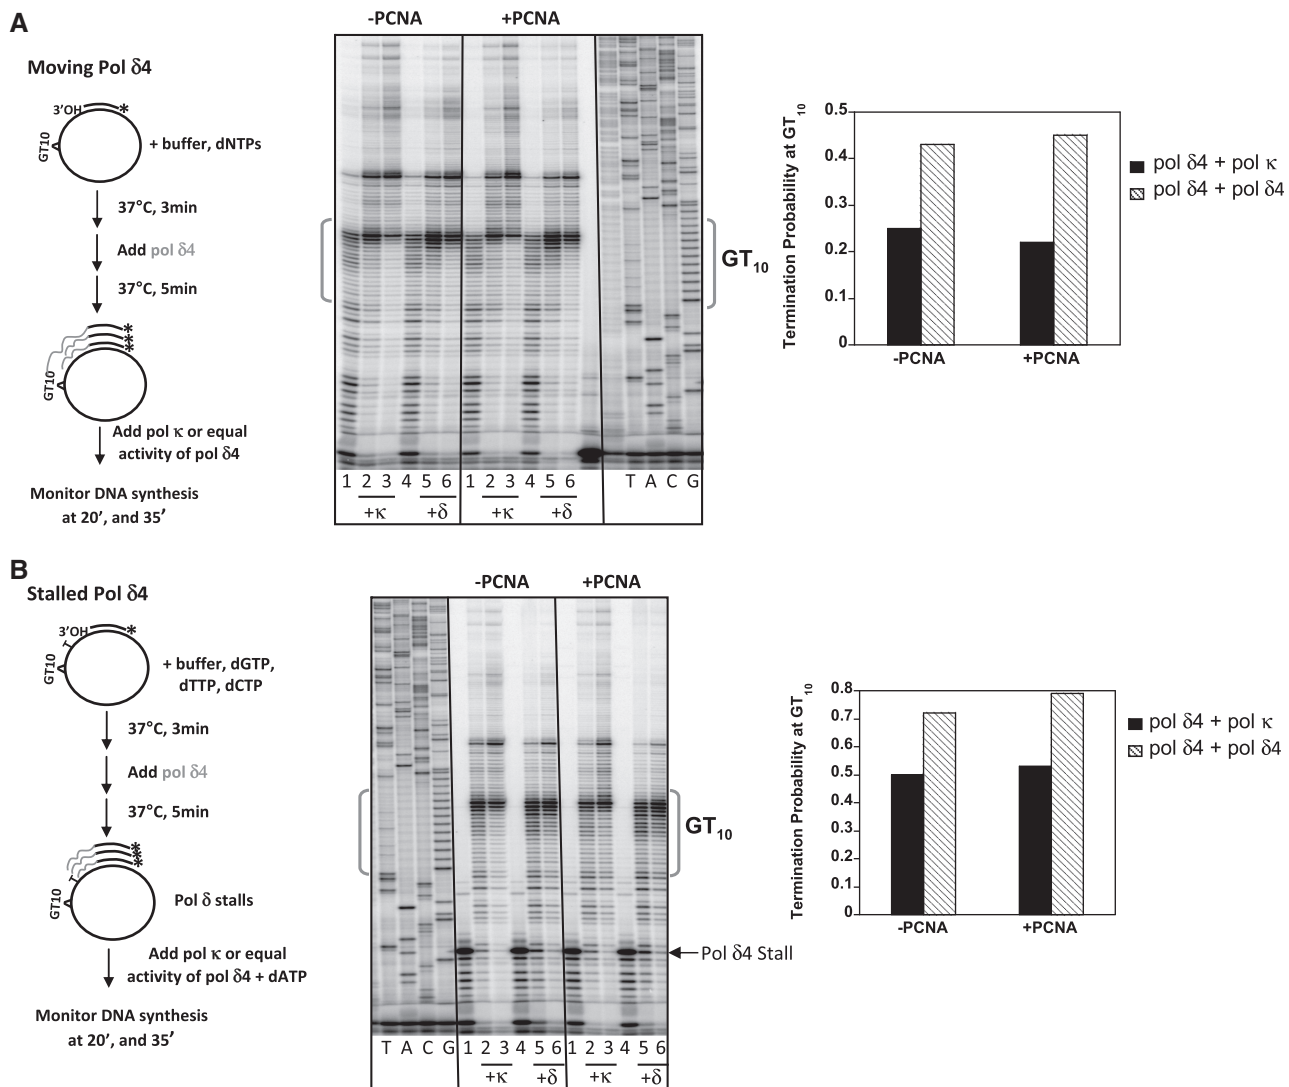 A
Moving Pol δ4
3'OH
*
GT10
+ buffer, dNTPs
37°C, 3min
Add pol δ4
37°C, 5min
*
*
*
GT10
Add pol κ or equal
activity of pol δ4
Monitor DNA synthesis
at 20', and 35'
-PCNA +PCNA
GT10
1 2 3 4 5 6 1 2 3 4 5 6 T A C G
+κ +δ +κ +δ
Termination Probability at GT10
0.5
0.4
0.3
0.2
0.1
0
-PCNA +PCNA
pol δ4 + pol κ
pol δ4 + pol δ4
B
Stalled Pol δ4
3'OH
*
T
GT10
+ buffer, dGTP,
dTTP, dCTP
37°C, 3min
Add pol δ4
37°C, 5min
*
*
*
T
GT10
Pol δ stalls
Add pol κ or equal
activity of pol δ4 + dATP
Monitor DNA synthesis
at 20', and 35'
-PCNA +PCNA
GT10
Pol δ4 Stall
T A C G 1 2 3 4 5 6 1 2 3 4 5 6
+κ +δ +κ +δ
Termination Probability at GT10
0.8
0.7
0.6
0.5
0.4
0.3
0.2
0.1
0
-PCNA +PCNA
pol δ4 + pol κ
pol δ4 + pol δ4